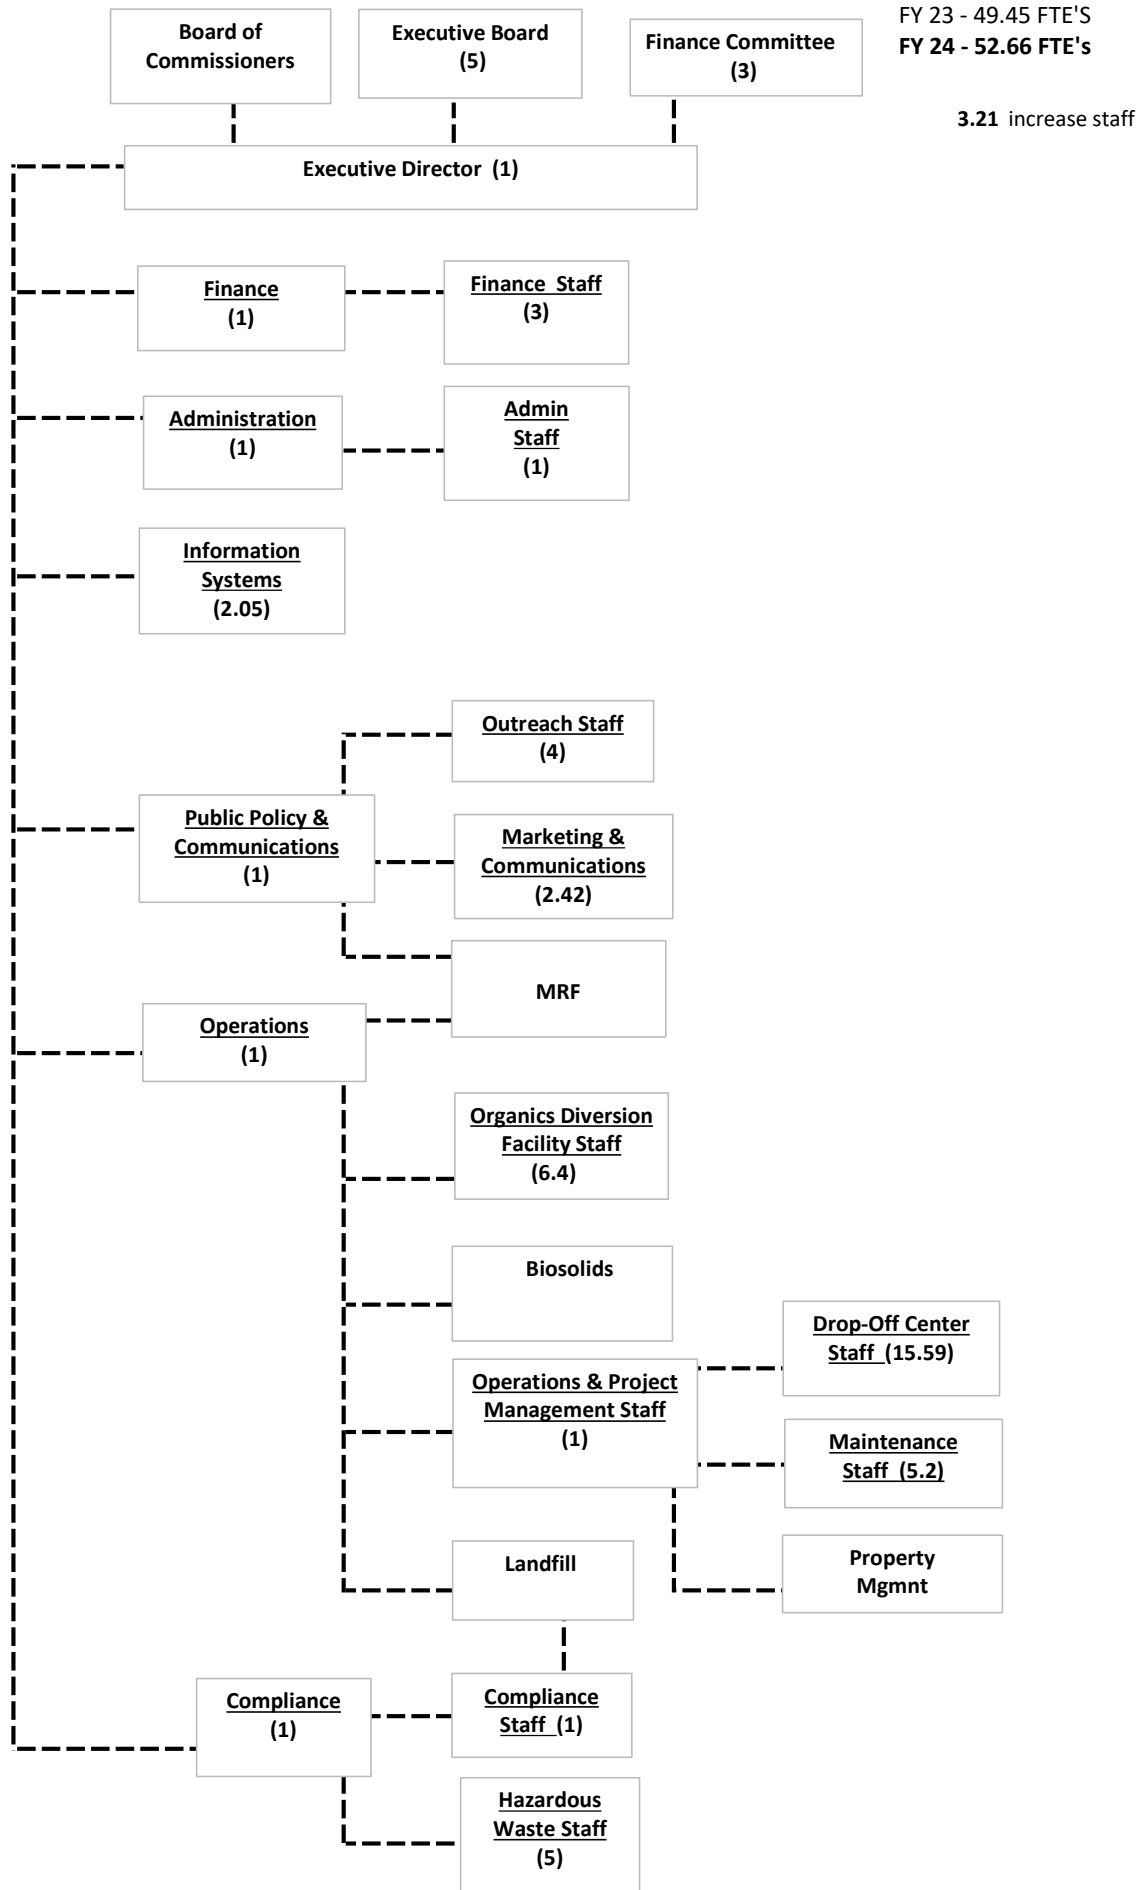 Board of
Commissioners
Executive Board
(5)
Finance Committee
(3)
FY 23 - 49.45 FTE'S
FY 24 - 52.66 FTE's
3.21 increase staff
Executive Director (1)
Finance
(1)
Finance Staff
(3)
Administration
(1)
Admin
Staff
(1)
Information
Systems
(2.05)
Outreach Staff
(4)
Public Policy &
Communications
(1)
Marketing &
Communications
(2.42)
MRF
Operations
(1)
Organics Diversion
Facility Staff
(6.4)
Biosolids
Drop-Off Center
Staff (15.59)
Operations & Project
Management Staff
(1)
Maintenance
Staff (5.2)
Property
Mgmnt
Landfill
Compliance
(1)
Compliance
Staff (1)
Hazardous
Waste Staff
(5)